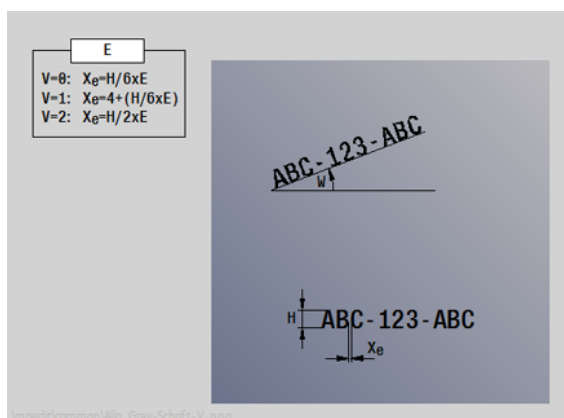 E
V=0: Xe=H/6xE
V=1: Xe=4+(H/6xE)
V=2: Xe=H/2xE
ABC-123-ABC
W
H
ABC-123-ABC
Xe